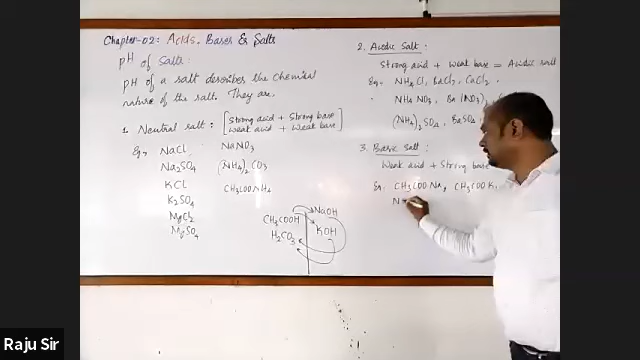 Chapter-02: Acids, Bases & Salts
pH of Salts:
pH of a salt describes the chemical
nature of the salt. They are,
1. Neutral salt: [Strong acid + Strong base
weak acid + Weak base]
Eg, NaCl NaNO₃
Na₂SO₄ (NH₄)₂CO₃
KCl CH₃COONH₄
K₂SO₄
MgCl₂
MgSO₄
CH₃COOH NaOH
H₂CO₃ KOH
2. Acidic Salt:
Strong acid + Weak base = Acidic salt
Eg, NH₄Cl, BaCl₂, CaCl₂,
NH₄NO₃, Ba(NO₃)₂
(NH₄)₂SO₄, BaSO₄
3. Basic Salt:
Weak acid + Strong base
Eg. CH₃COONa, CH₃COOK,
N
Raju Sir